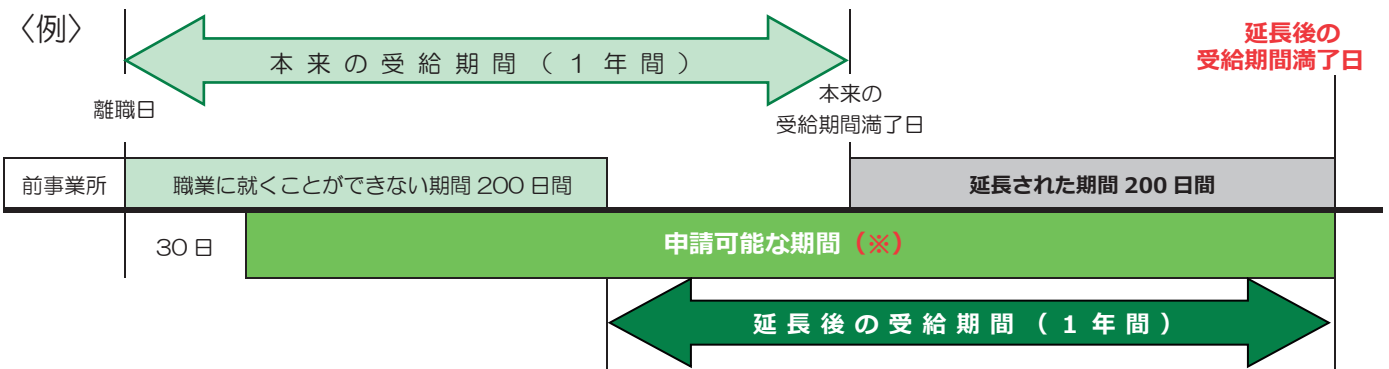 〈例〉
本来の受給期間（1年間）
延長後の
受給期間満了日
離職日
本来の
受給期間満了日
前事業所
職業に就くことができない期間 200 日間
延長された期間 200 日間
30 日
申請可能な期間（※）
延長後の受給期間（1年間）